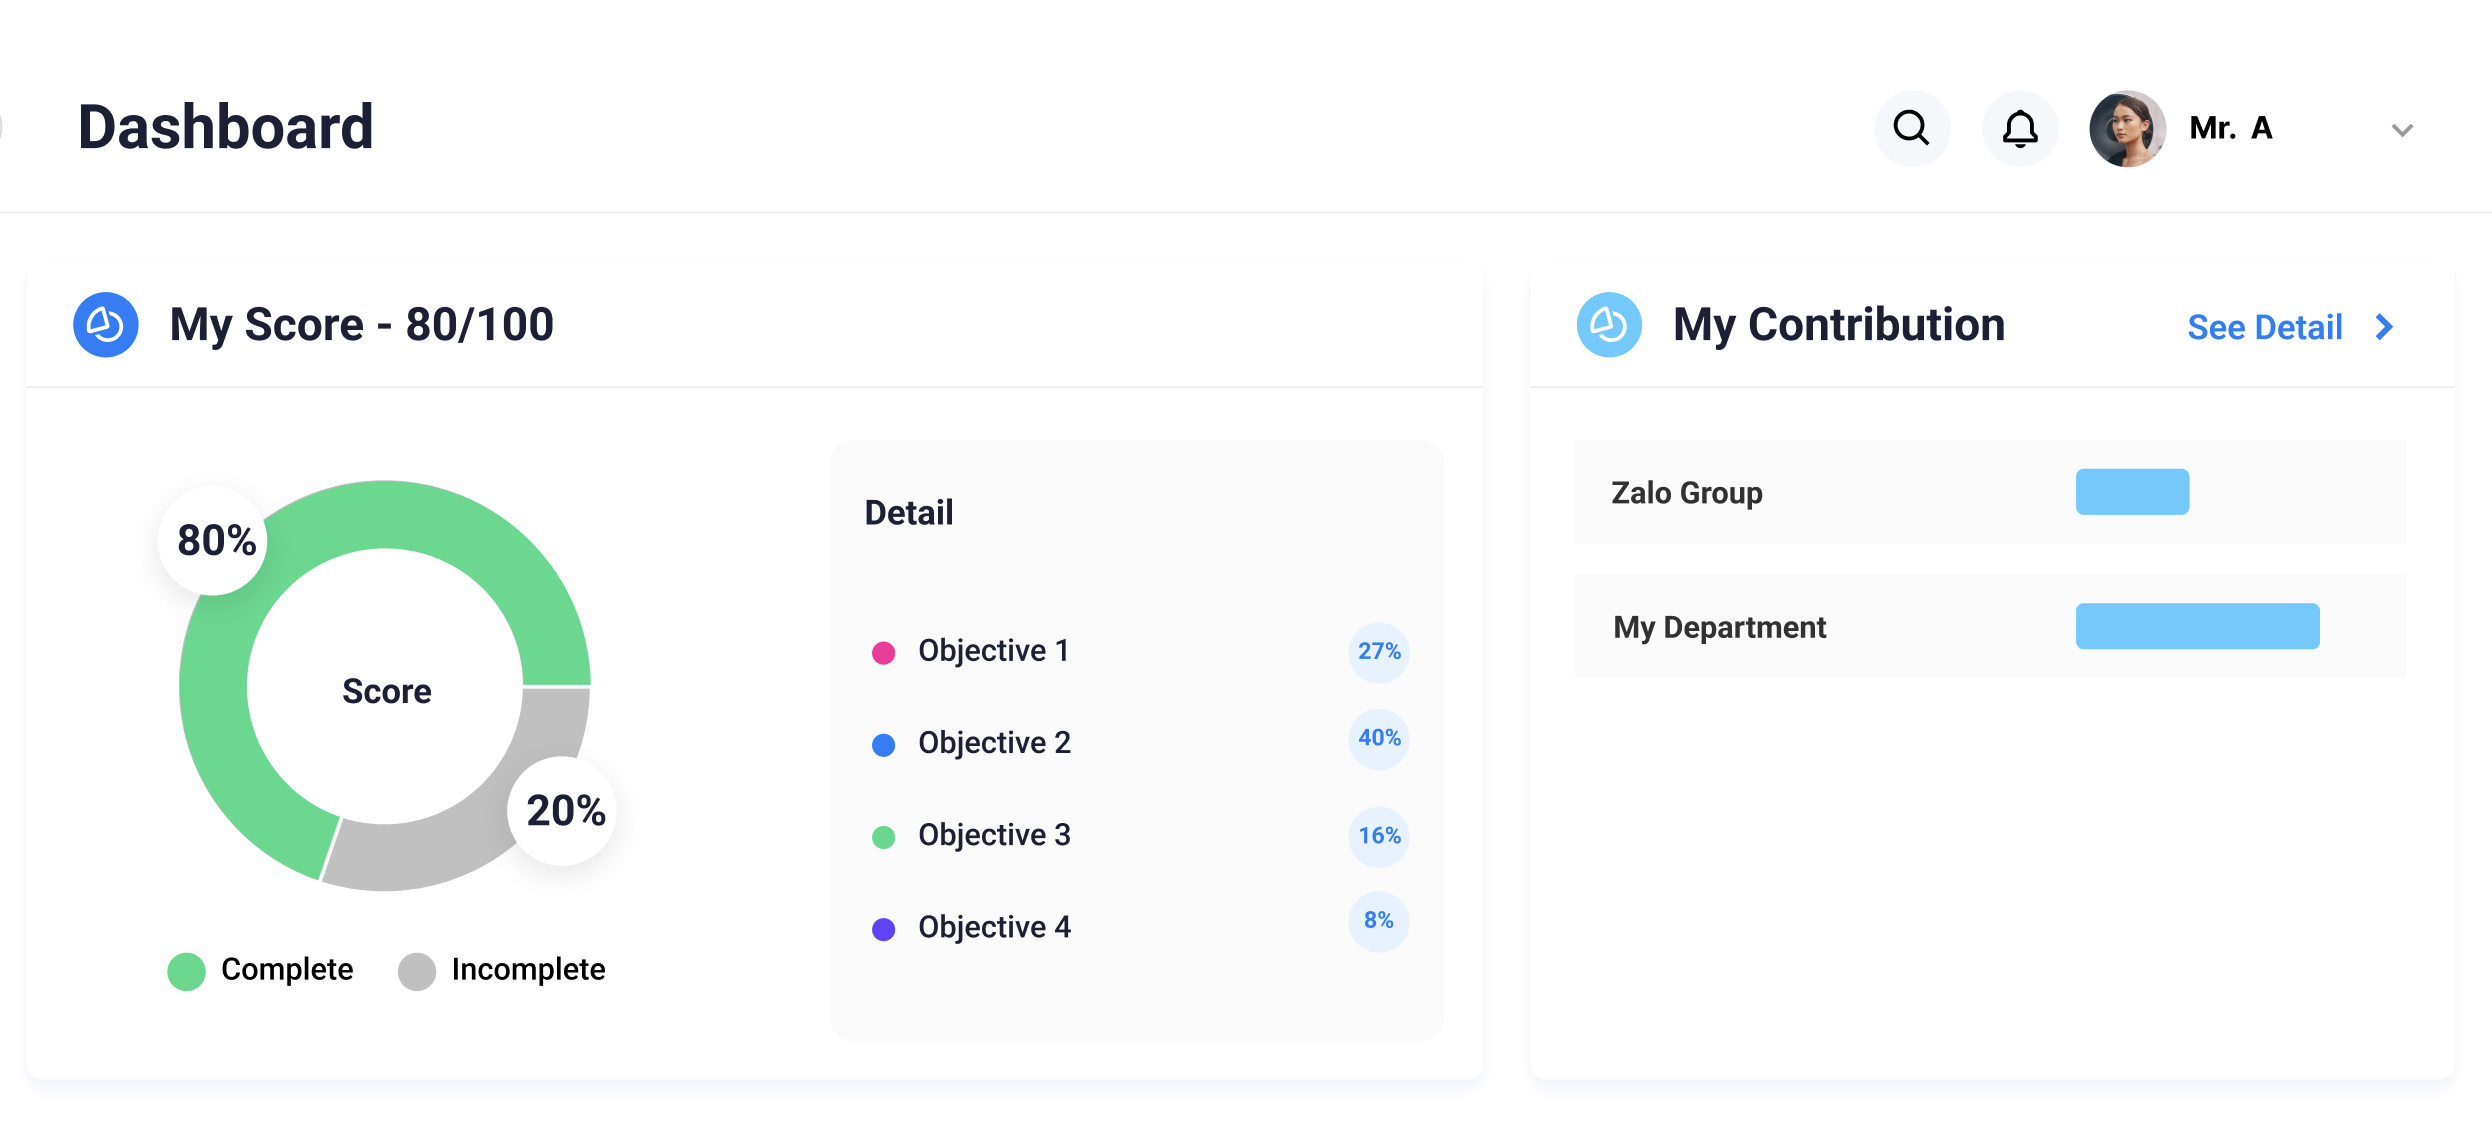 Dashboard
Mr. A
My Score - 80/100
80%
Score
20%
Complete
Incomplete
Detail
Objective 1
27%
Objective 2
40%
Objective 3
16%
Objective 4
8%
My Contribution
See Detail
Zalo Group
My Department